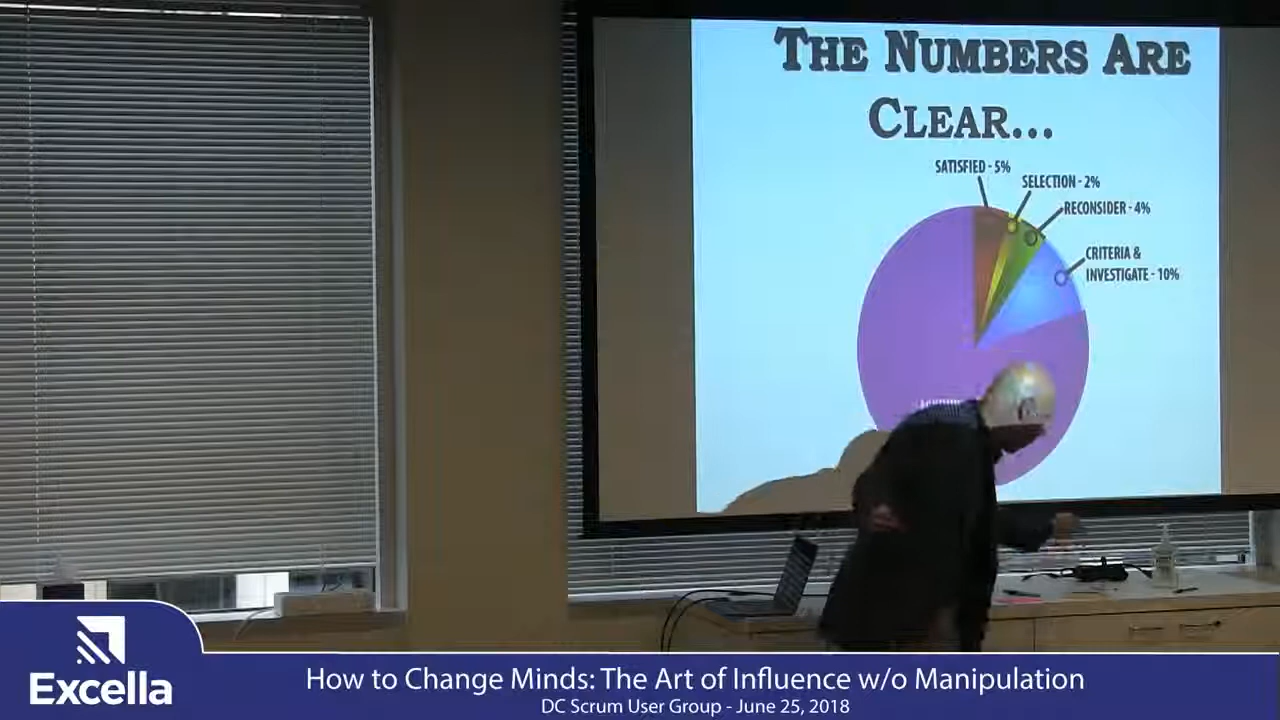 THE NUMBERS ARE
CLEAR...
SATISFIED - 5%
SELECTION - 2%
RECONSIDER - 4%
CRITERIA &
INVESTIGATE - 10%
Excella
How to Change Minds: The Art of Influence w/o Manipulation
DC Scrum User Group - June 25, 2018